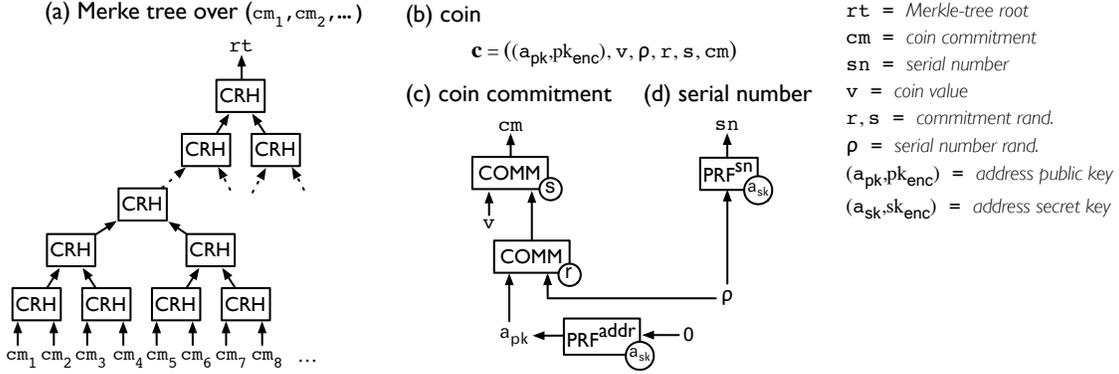 (a) Merke tree over (cm1,cm2,…)
rt
CRH
CRH CRH
CRH
CRH CRH
CRH CRH CRH CRH
cm1 cm2 cm3 cm4 cm5 cm6 cm7 cm8 …
(b) coin
c = ((apk,pkenc), v, ρ, r, s, cm)
(c) coin commitment
cm
COMM
s
v
COMM
r
apk
(d) serial number
sn
PRFsn
ask
ρ
PRFaddr
ask
0
rt = Merkle-tree root
cm = coin commitment
sn = serial number
v = coin value
r, s = commitment rand.
ρ = serial number rand.
(apk,pkenc) = address public key
(ask,skenc) = address secret key